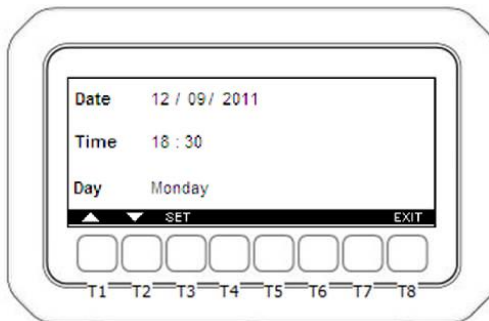 Date 12 / 09/ 2011
Time 18 : 30
Day Monday
SET EXIT
T1 T2 T3 T4 T5 T6 T7 T8